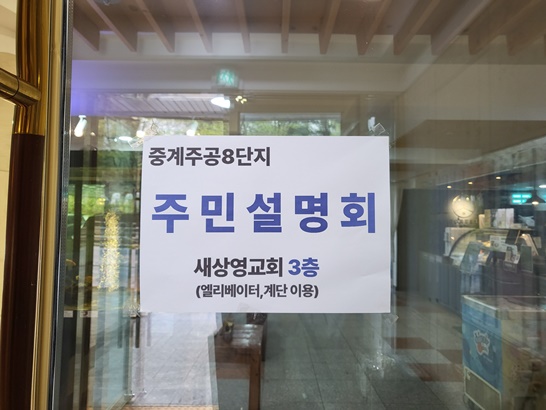 중계주공8단지
주민설명회
새상영교회 3층
(엘리베이터,계단 이용)